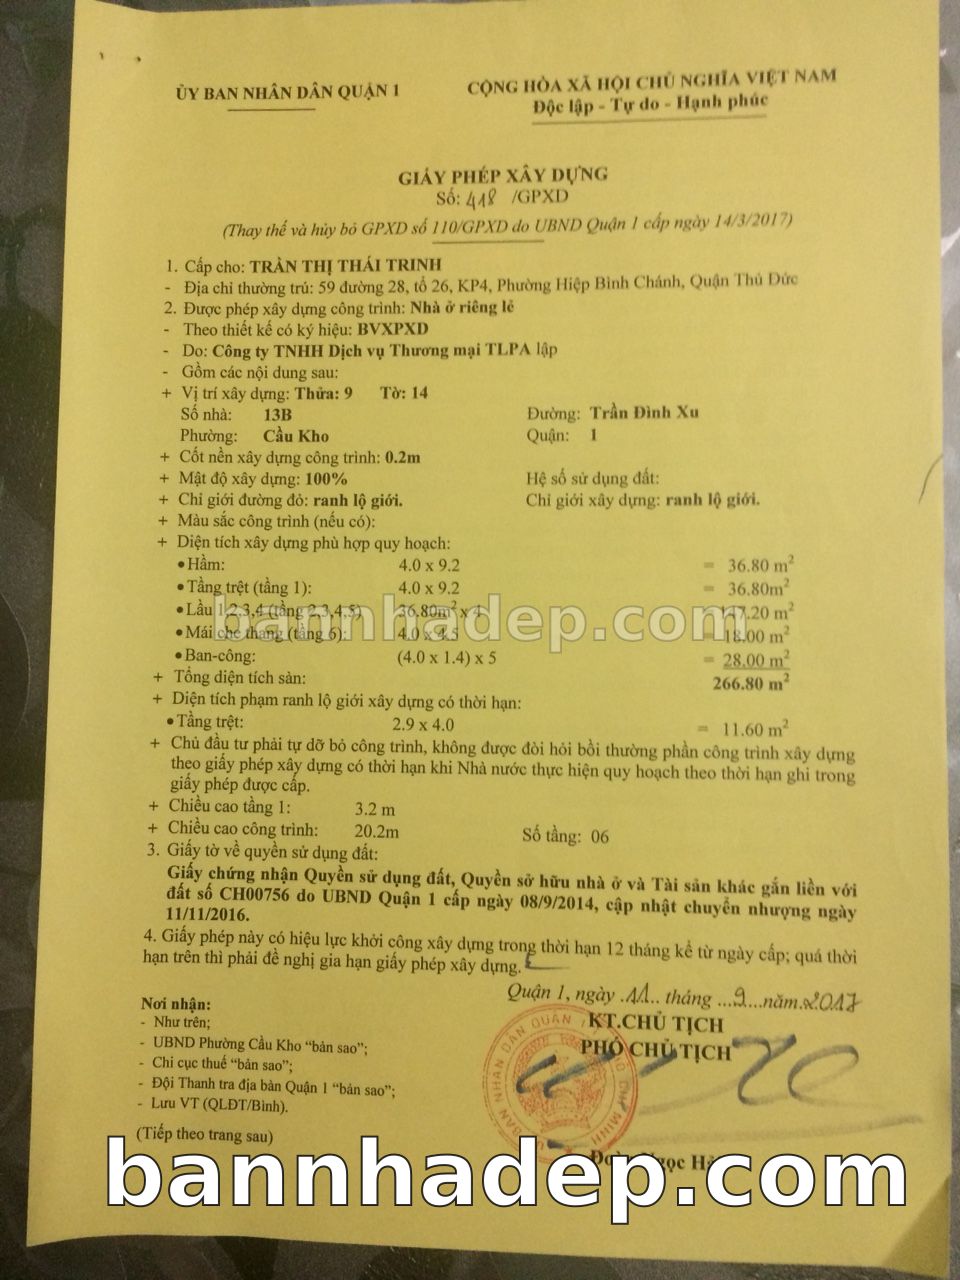 ỦY BAN NHÂN DÂN QUẬN 1
CỘNG HÒA XÃ HỘI CHỦ NGHĨA VIỆT NAM
Độc lập - Tự do - Hạnh phúc
GIẤY PHÉP XÂY DỰNG
Số: 418 /GPXD
(Thay thế và hủy bỏ GPXD số 110/GPXD do UBND Quận 1 cấp ngày 14/3/2017)
1. Cấp cho: TRẦN THỊ THÁI TRINH
- Địa chỉ thường trú: 59 đường 28, tổ 26, KP4, Phường Hiệp Bình Chánh, Quận Thủ Đức
2. Được phép xây dựng công trình: Nhà ở riêng lẻ
- Theo thiết kế có ký hiệu: BVXPXD
- Do: Công ty TNHH Dịch vụ Thương mại TLPA lập
- Gồm các nội dung sau:
+ Vị trí xây dựng: Thửa: 9 Tờ: 14
Số nhà: 13B Đường: Trần Đình Xu
Phường: Cầu Kho Quận: 1
+ Cốt nền xây dựng công trình: 0.2m
+ Mật độ xây dựng: 100% Hệ số sử dụng đất:
+ Chỉ giới đường đỏ: ranh lộ giới. Chỉ giới xây dựng: ranh lộ giới.
+ Màu sắc công trình (nếu có):
+ Diện tích xây dựng phù hợp quy hoạch:
• Hầm: 4.0 x 9.2 = 36.80 m²
• Tầng trệt (tầng 1): 4.0 x 9.2 = 36.80m²
• Lầu 1,2,3,4 (tầng 2,3,4,5) 36.80m² x 4 = 147.20 m²
• Mái che thang (tầng 6): 4.0 x 4.5 = 18.00 m²
• Ban-công: (4.0 x 1.4) x 5 = 28.00 m²
+ Tổng diện tích sàn: 266.80 m²
+ Diện tích phạm ranh lộ giới xây dựng có thời hạn:
• Tầng trệt: 2.9 x 4.0 = 11.60 m²
+ Chủ đầu tư phải tự dỡ bỏ công trình, không được đòi hỏi bồi thường phần công trình xây dựng
theo giấy phép xây dựng có thời hạn khi Nhà nước thực hiện quy hoạch theo thời hạn ghi trong
giấy phép được cấp.
+ Chiều cao tầng 1: 3.2 m
+ Chiều cao công trình: 20.2m Số tầng: 06
3. Giấy tờ về quyền sử dụng đất:
Giấy chứng nhận Quyền sử dụng đất, Quyền sở hữu nhà ở và Tài sản khác gắn liền với
đất số CH00756 do UBND Quận 1 cấp ngày 08/9/2014, cập nhật chuyển nhượng ngày
11/11/2016.
4. Giấy phép này có hiệu lực khởi công xây dựng trong thời hạn 12 tháng kể từ ngày cấp; quá thời
hạn trên thì phải đề nghị gia hạn giấy phép xây dựng.
Quận 1, ngày .11.. tháng ...9...năm.2017
KT.CHỦ TỊCH
PHÓ CHỦ TỊCH
Nơi nhận:
- Như trên;
- UBND Phường Cầu Kho “bản sao”;
- Chi cục thuế “bản sao”;
- Đội Thanh tra địa bàn Quận 1 “bản sao”;
- Lưu VT (QLĐT/Bình).
(Tiếp theo trang sau)
Ngọc
bannhadep.com
bannhadep.com